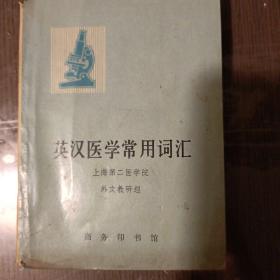 英汉医学常用词汇
上海第二医学院
外文教研组
商务印书馆